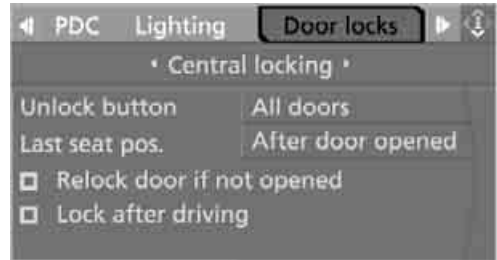 PDC Lighting Door locks
• Central locking •
Unlock button All doors
Last seat pos. After door opened
Relock door if not opened
Lock after driving